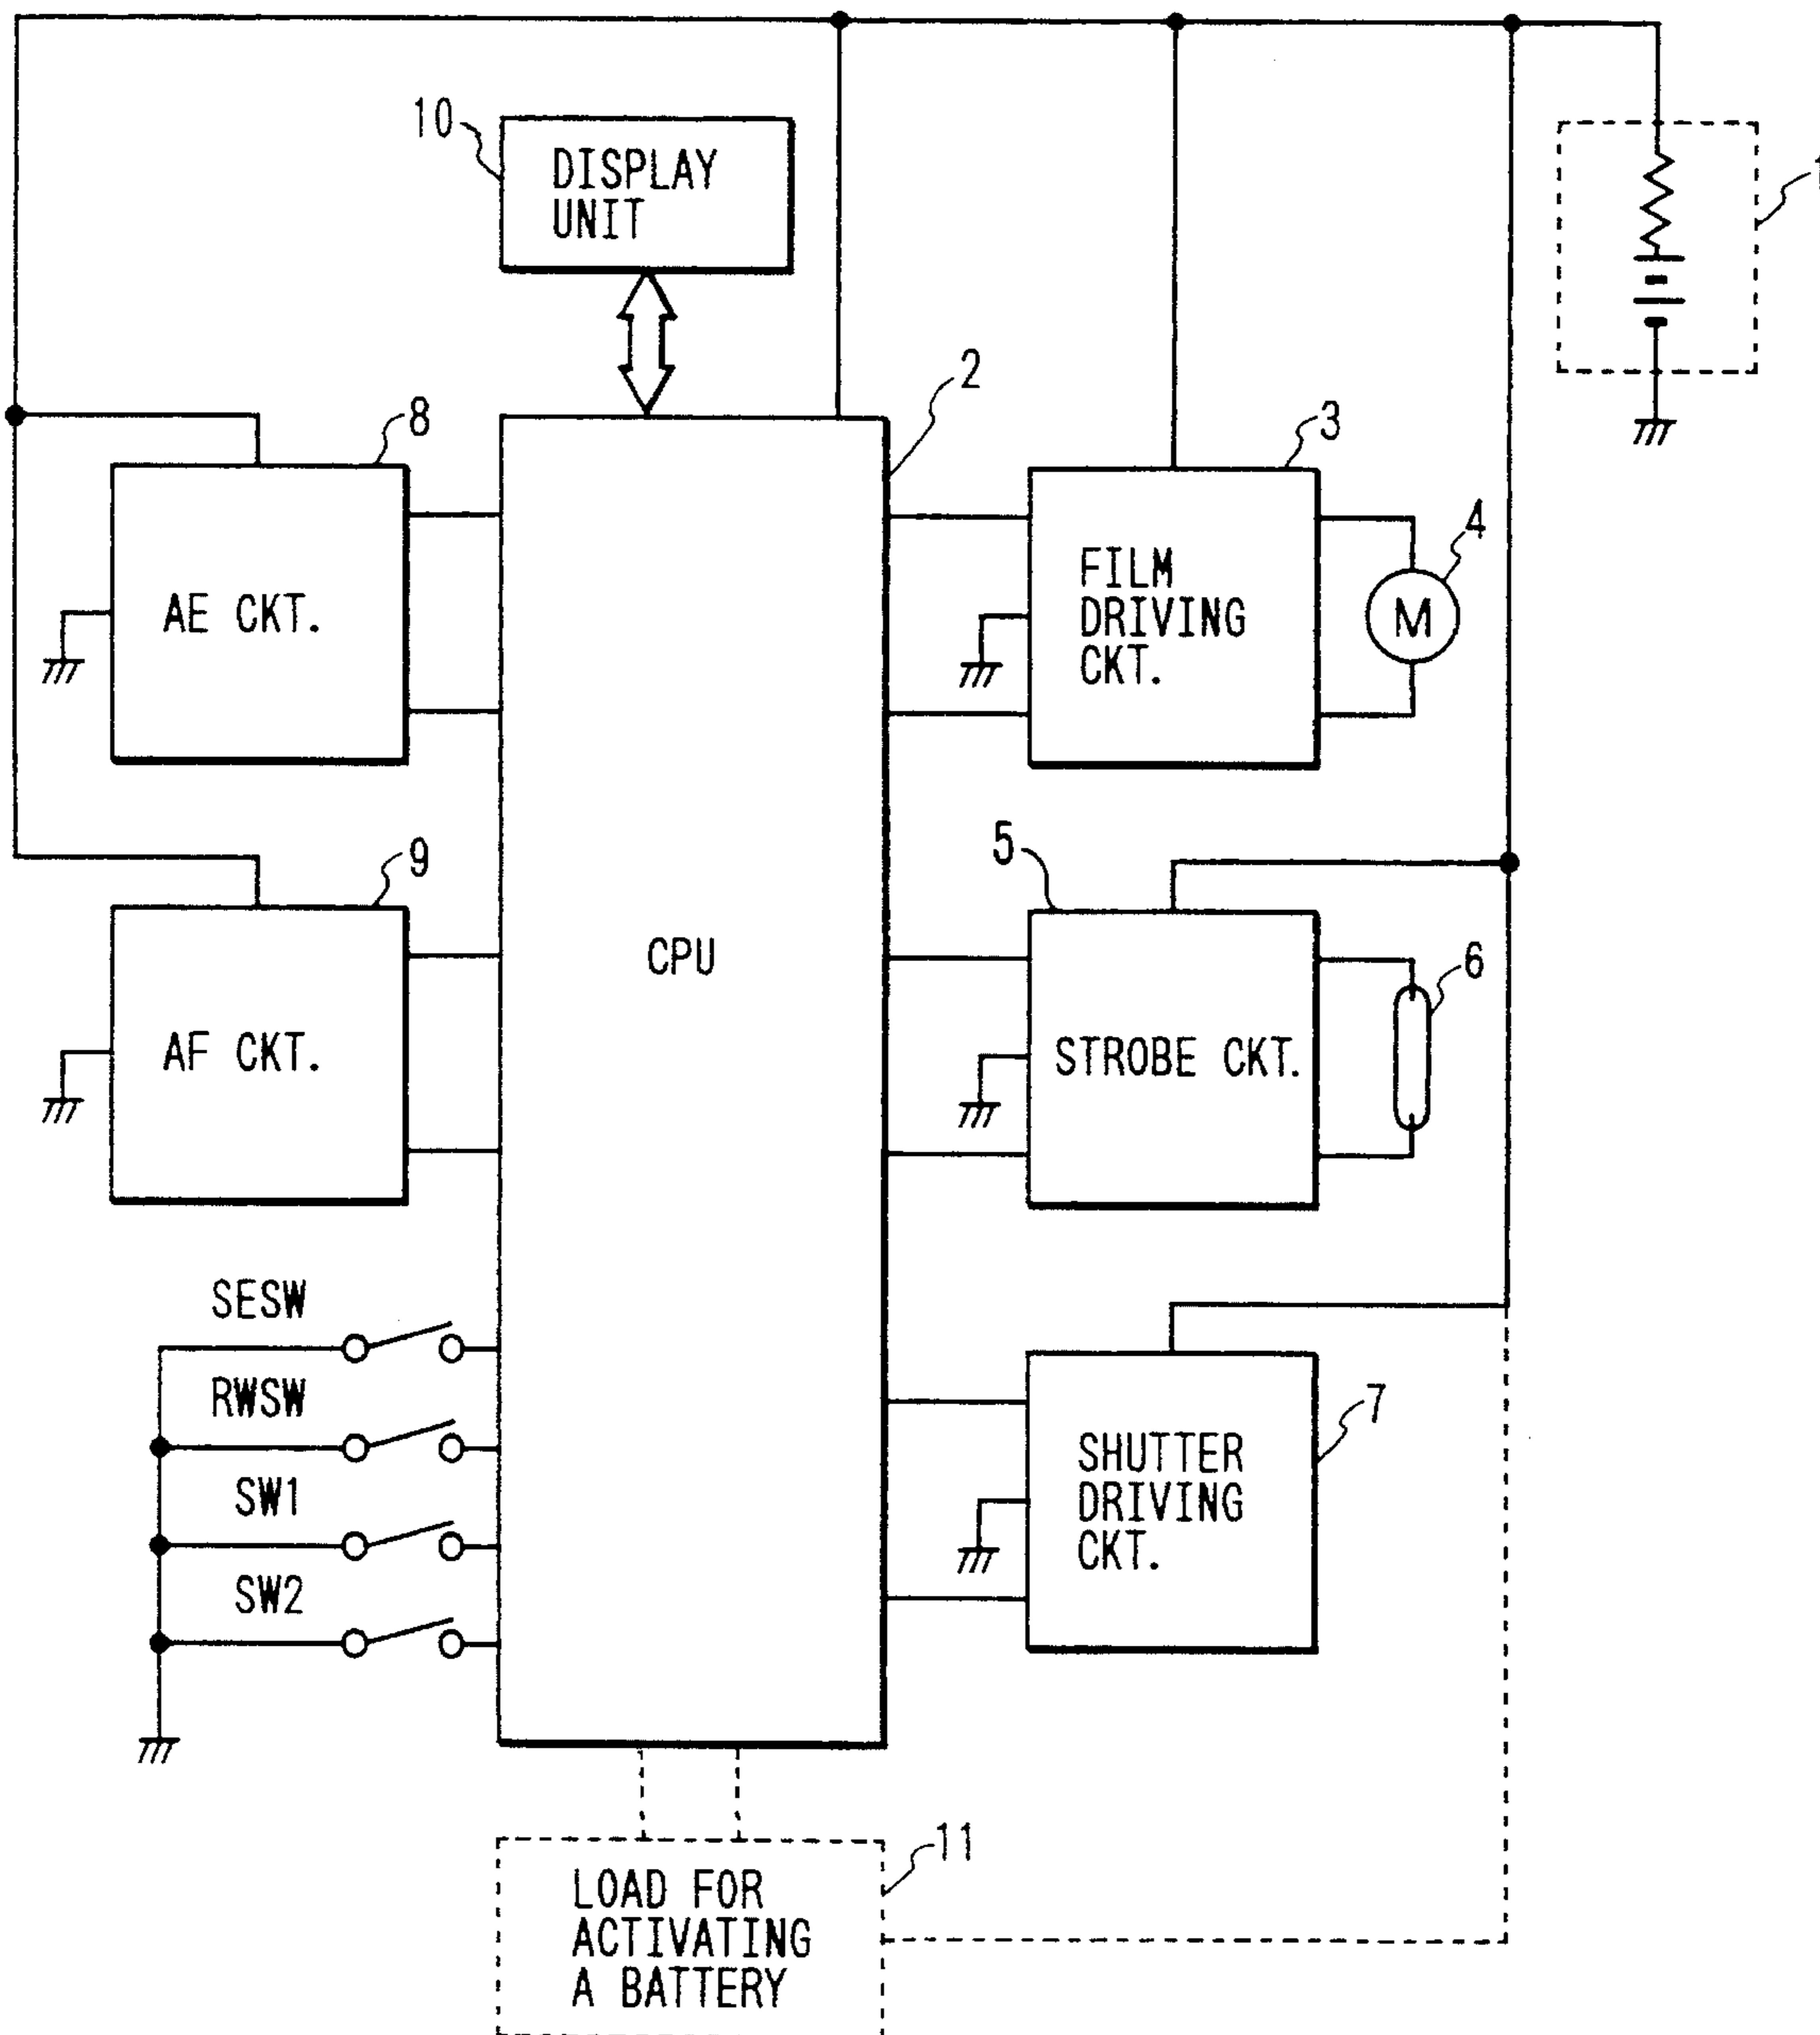 10
DISPLAY
UNIT
1
2
8
3
AE CKT.
FILM
DRIVING
CKT.
4
M
9
5
CPU
6
AF CKT.
STROBE CKT.
SESW
RWSW
SW1
SW2
7
SHUTTER
DRIVING
CKT.
11
LOAD FOR
ACTIVATING
A BATTERY